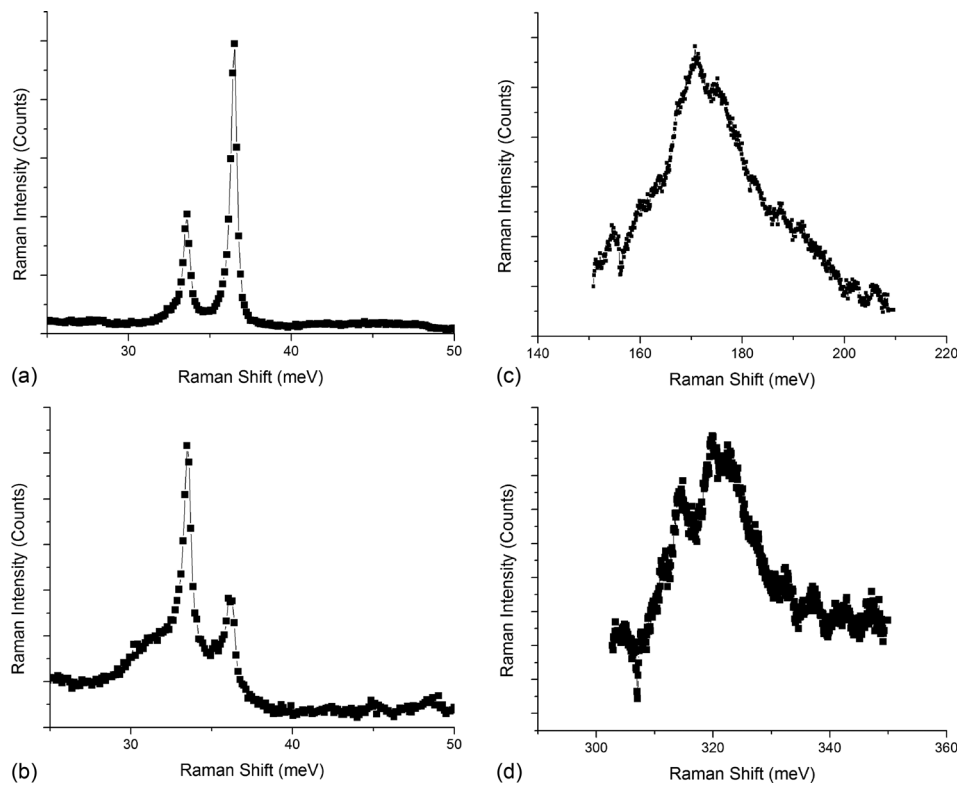 Raman Intensity (Counts)
30 40 50
Raman Shift (meV)
(a)
Raman Intensity (Counts)
140 160 180 200 220
Raman Shift (meV)
(c)
Raman Intensity (Counts)
30 40 50
Raman Shift (meV)
(b)
Raman Intensity (Counts)
300 320 340 360
Raman Shift (meV)
(d)